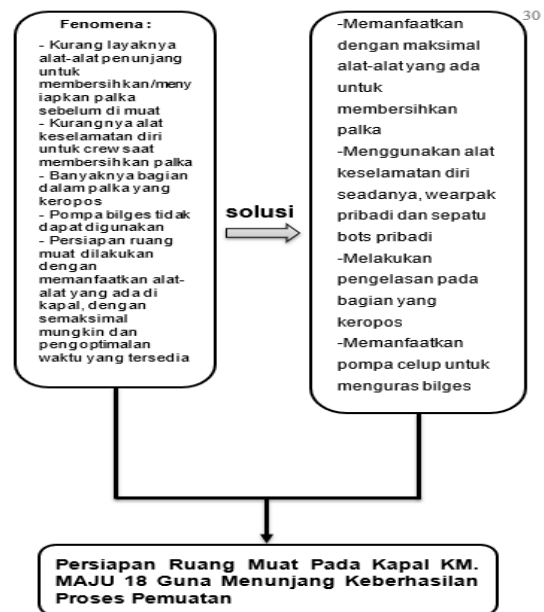 30
Fenomena :
- Kurang layaknya
alat-alat penunjang
untuk
membersihkan/meny
iapkan palka
sebelum di muat
- Kurangnya alat
keselamatan diri
untuk crew saat
membersihkan palka
- Banyaknya bagian
dalam palka yang
keropos
- Pompa bilges tidak
dapat digunakan
- Persiapan ruang
muat dilakukan
dengan
memanfaatkan alat-
alat yang ada di
kapal, dengan
semaksimal
mungkin dan
pengoptimalan
waktu yang tersedia
solusi
-Memanfaatkan
dengan maksimal
alat-alat yang ada
untuk
membersihkan
palka
-Menggunakan alat
keselamatan diri
seadanya, wearpak
pribadi dan sepatu
bots pribadi
-Melakukan
pengelasan pada
bagian yang
keropos
-Memanfaatkan
pompa celup untuk
menguras bilges
Persiapan Ruang Muat Pada Kapal KM.
MAJU 18 Guna Menunjang Keberhasilan
Proses Pemuatan